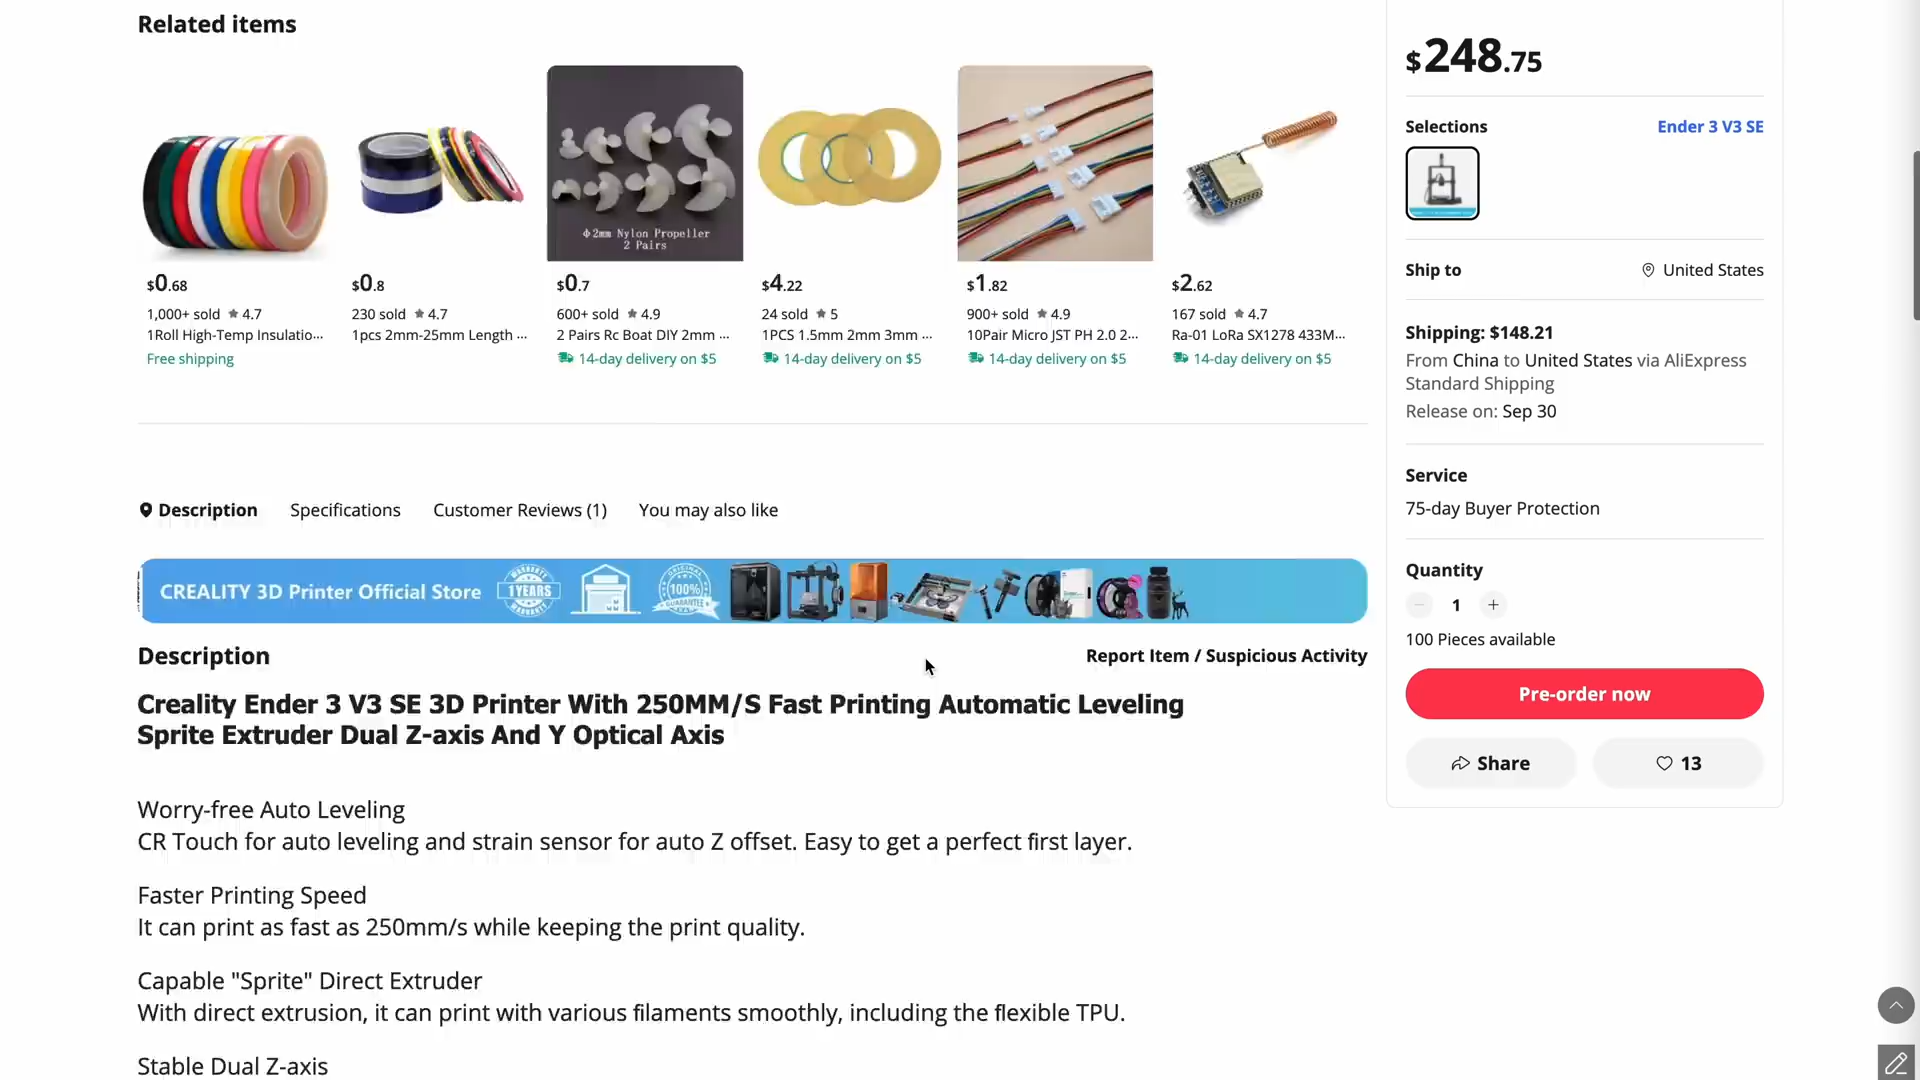 Related items
Φ2mm Nylon Propeller
2 Pairs
$0.68
1,000+ sold ★ 4.7
1Roll High-Temp Insulatio...
Free shipping
$0.8
230 sold ★ 4.7
1pcs 2mm-25mm Length ...
$0.7
600+ sold ★ 4.9
2 Pairs Rc Boat DIY 2mm ...
14-day delivery on $5
$4.22
24 sold ★ 5
1PCS 1.5mm 2mm 3mm ...
14-day delivery on $5
$1.82
900+ sold ★ 4.9
10Pair Micro JST PH 2.0 2...
14-day delivery on $5
$2.62
167 sold ★ 4.7
Ra-01 LoRa SX1278 433M...
14-day delivery on $5
Description Specifications Customer Reviews (1) You may also like
CREALITY 3D Printer Official Store
WARRANTY
1YEARS
ORIGINAL
100%
GUARANTEE
Description
Report Item / Suspicious Activity
Creality Ender 3 V3 SE 3D Printer With 250MM/S Fast Printing Automatic Leveling
Sprite Extruder Dual Z-axis And Y Optical Axis
Worry-free Auto Leveling
CR Touch for auto leveling and strain sensor for auto Z offset. Easy to get a perfect first layer.
Faster Printing Speed
It can print as fast as 250mm/s while keeping the print quality.
Capable "Sprite" Direct Extruder
With direct extrusion, it can print with various filaments smoothly, including the flexible TPU.
Stable Dual Z-axis
$248.75
Selections
Ender 3 V3 SE
Ship to
United States
Shipping: $148.21
From China to United States via AliExpress
Standard Shipping
Release on: Sep 30
Service
75-day Buyer Protection
Quantity
1 +
100 Pieces available
Pre-order now
Share
13